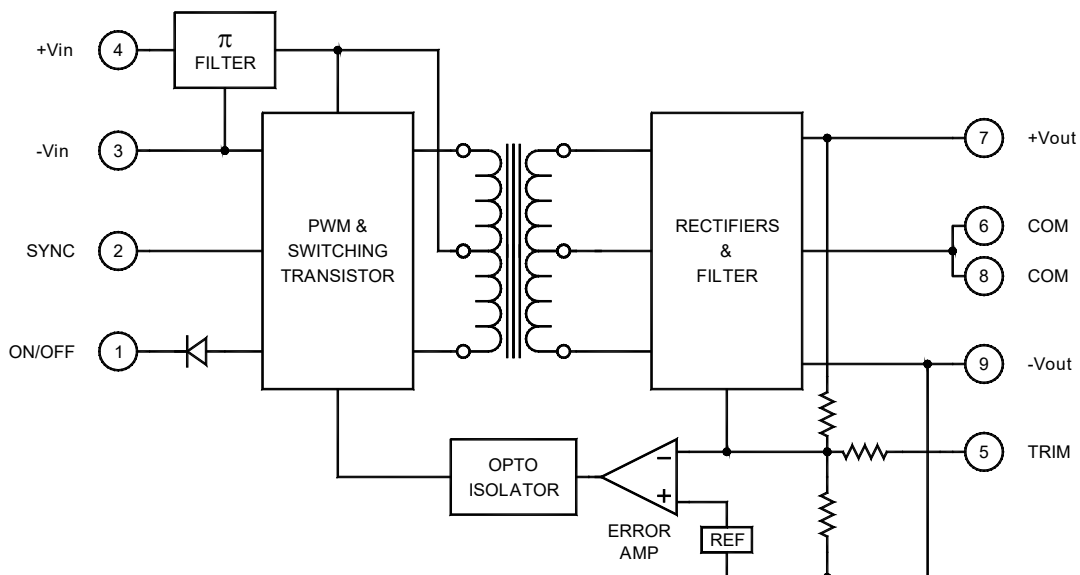 +Vin
4
π
FILTER
-Vin
3
SYNC
2
ON/OFF
1
PWM &
SWITCHING
TRANSISTOR
RECTIFIERS
&
FILTER
7
+Vout
6
COM
8
COM
9
-Vout
5
TRIM
OPTO
ISOLATOR
−
+
ERROR
AMP
REF